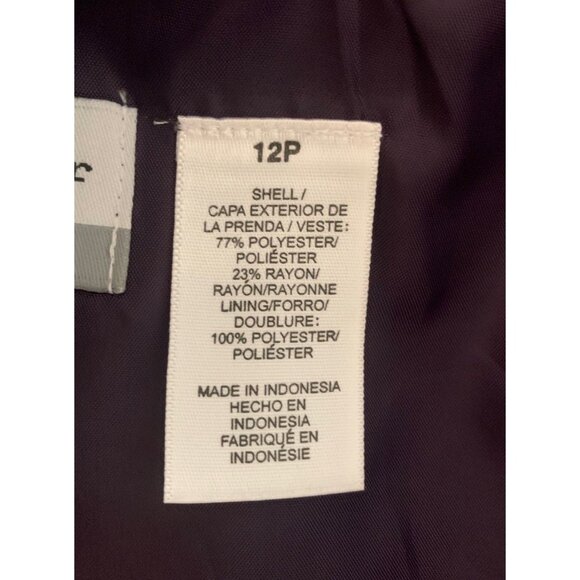 12P
SHELL/
CAPA EXTERIOR DE
LA PRENDA / VESTE:
77% POLYESTER/
POLIÉSTER
23% RAYON/
RAYÓN/RAYONNE
LINING/FORRO/
DOUBLURE:
100% POLYESTER/
POLIÉSTER
MADE IN INDONESIA
HECHO EN
INDONESIA
FABRIQUÉ EN
INDONÉSIE